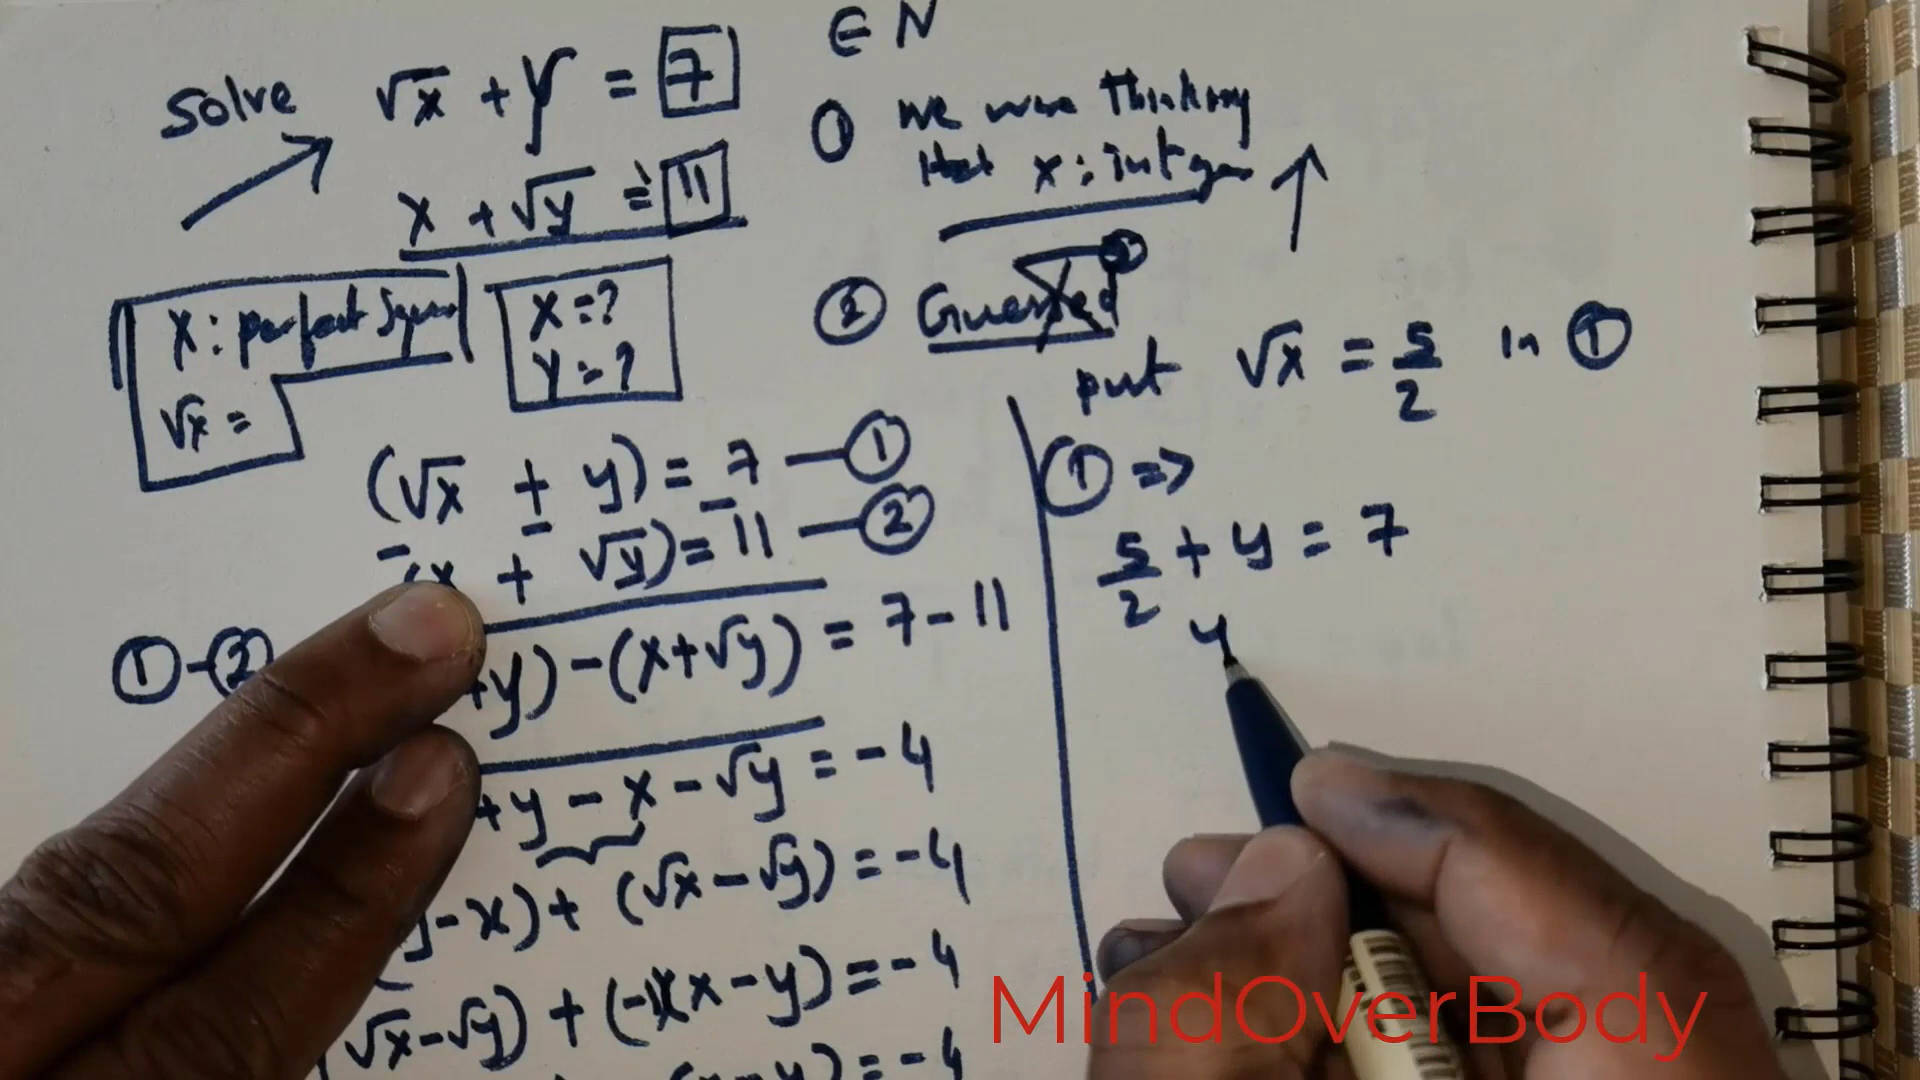 ∈ N
Solve √x + y = 7
x + √y = 11
① we were thinking
that x : integer
x : perfect square
√x =
x = ?
y = ?
② Guessed
put √x = 5/2 in ①
(√x + y) = 7 — ①
-(x + √y) = 11 — ②
①-②
+y) - (x+√y) = 7 - 11
+y - x - √y = -4
y-x) + (√x - √y) = -4
√x-√y) + (-1)(x-y) = -4
= -4
① =>
5/2 + y = 7
y
MindOverBody